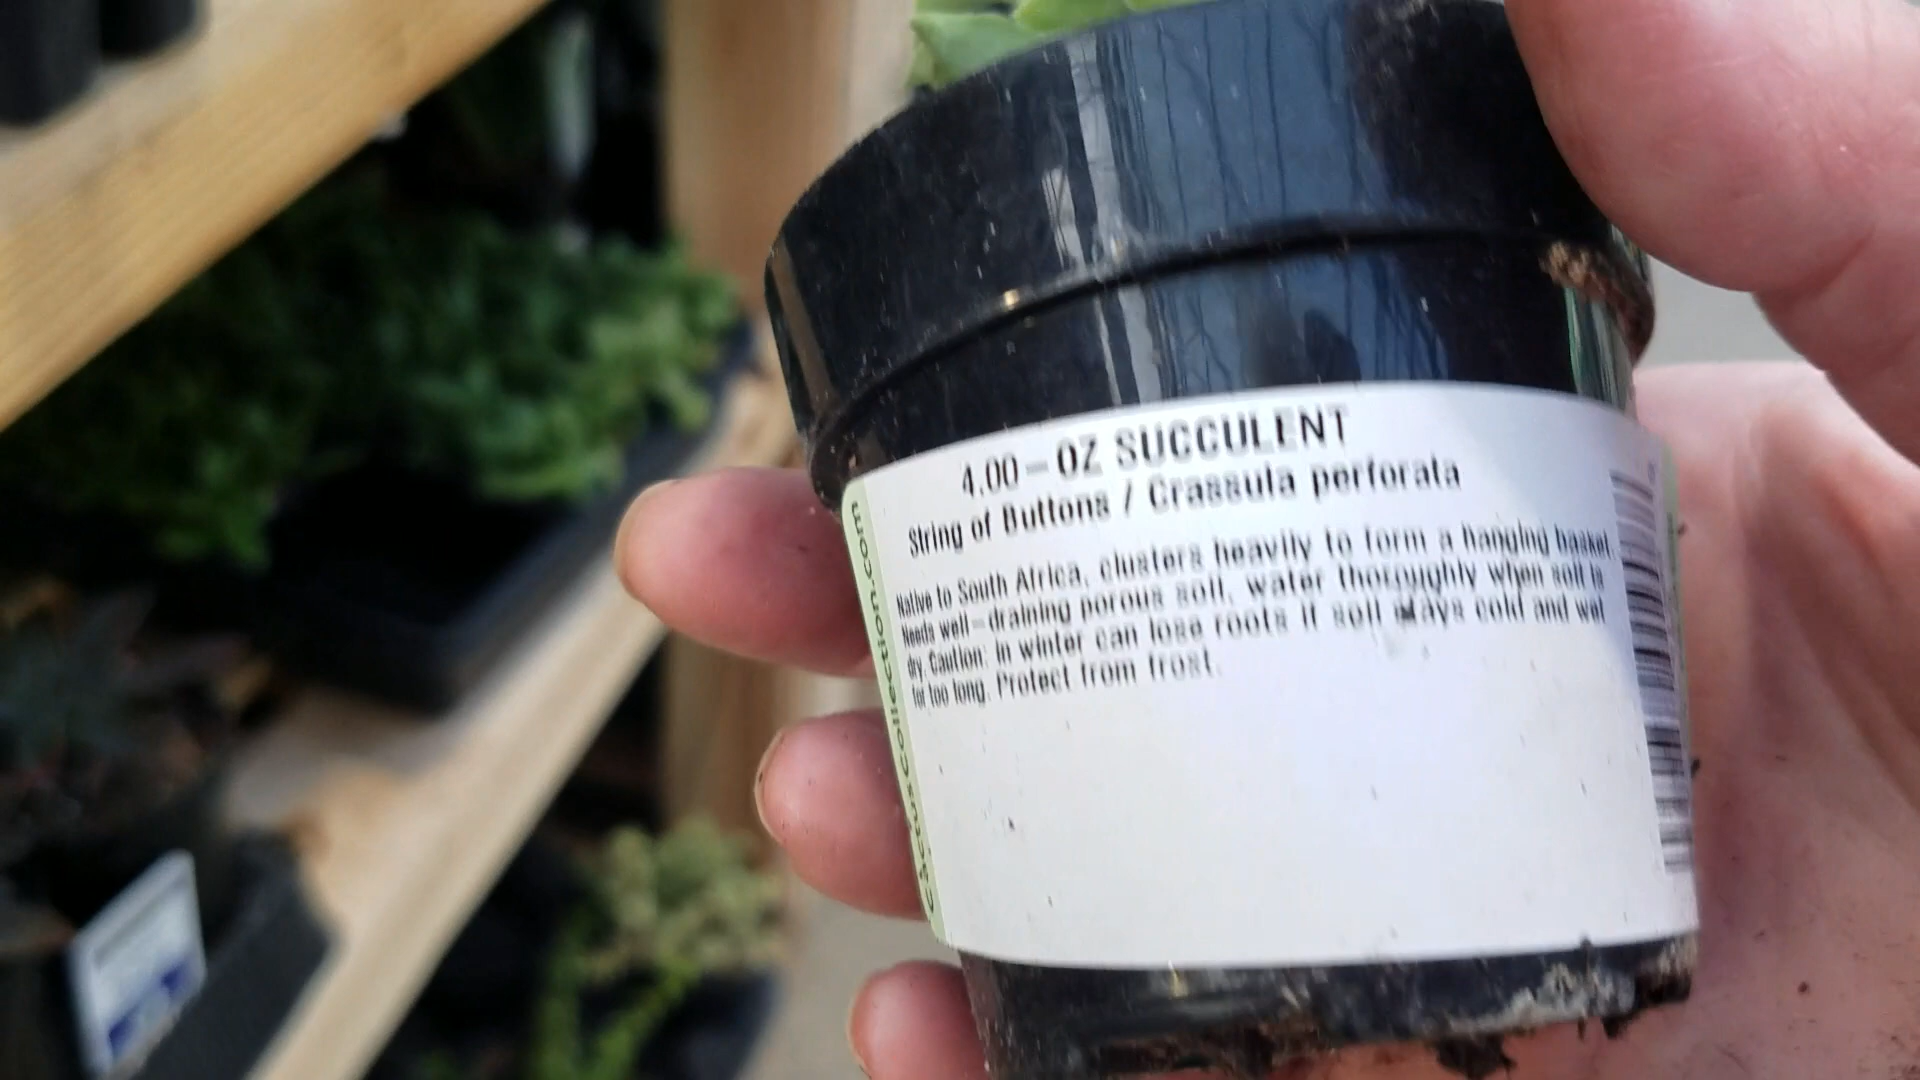 4.00-OZ SUCCULENT
String of Buttons / Crassula perforata
Native to South Africa, clusters heavily to form a hanging basket.
Needs well-draining porous soil, water thoroughly when soil is
dry. Caution: In winter can lose roots if soil stays cold and wet
for too long. Protect from frost.
cactuscollection.com